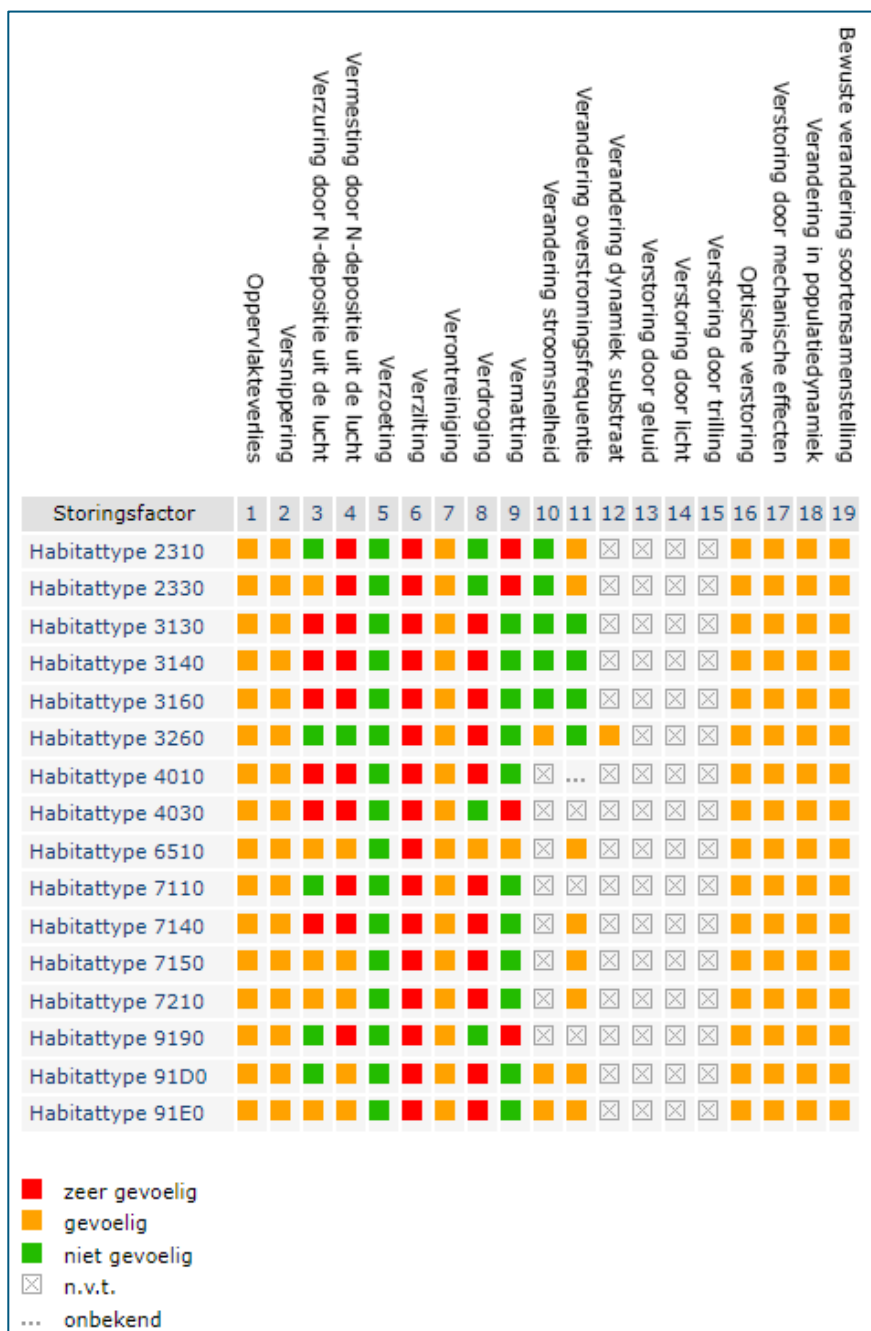 Oppervlakteverlies
Versnippering
Verzuring door N-depositie uit de lucht
Vermesting door N-depositie uit de lucht
Verzoeting
Verzilting
Verontreiniging
Verdroging
Vernatting
Verandering stroomsnelheid
Verandering overstromingsfrequentie
Verandering dynamiek substraat
Verstoring door geluid
Verstoring door licht
Verstoring door trilling
Optische verstoring
Verstoring door mechanische effecten
Verandering in populatiedynamiek
Bewuste verandering soortensamenstelling
Storingsfactor 1 2 3 4 5 6 7 8 9 10 11 12 13 14 15 16 17 18 19
Habitattype 2310
Habitattype 2330
Habitattype 3130
Habitattype 3140
Habitattype 3160
Habitattype 3260
Habitattype 4010 ...
Habitattype 4030
Habitattype 6510
Habitattype 7110
Habitattype 7140
Habitattype 7150
Habitattype 7210
Habitattype 9190
Habitattype 91D0
Habitattype 91E0
zeer gevoelig
gevoelig
niet gevoelig
n.v.t.
... onbekend